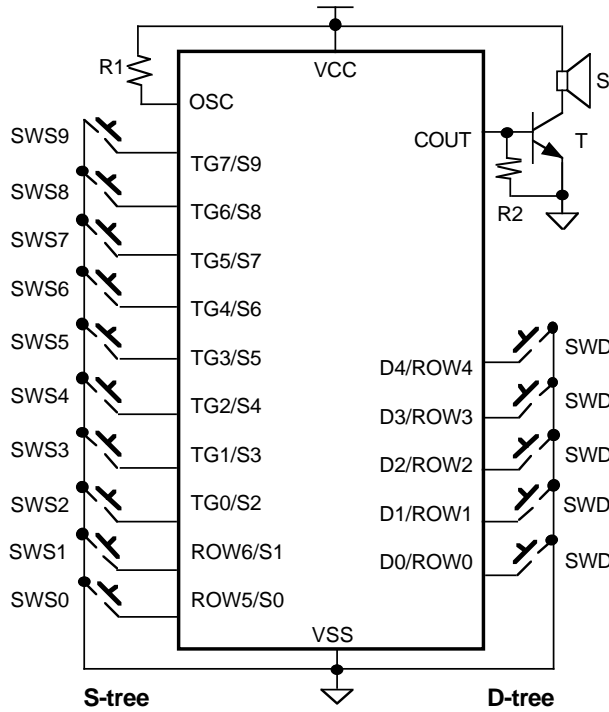 R1
VCC
S
OSC
SWS9
COUT
T
TG7/S9
SWS8
TG6/S8
R2
SWS7
TG5/S7
SWS6
TG4/S6
SWS5
TG3/S5
D4/ROW4
SWD
SWS4
TG2/S4
D3/ROW3
SWD
SWS3
TG1/S3
D2/ROW2
SWD
SWS2
TG0/S2
D1/ROW1
SWD
SWS1
ROW6/S1
D0/ROW0
SWD
SWS0
ROW5/S0
VSS
S-tree
D-tree